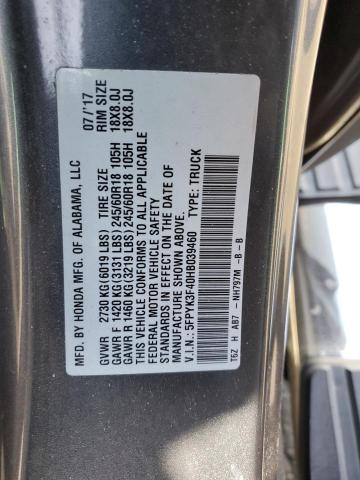 MFD. BY HONDA MFG. OF ALABAMA, LLC 07/'17
GVWR 2730 KG (6019 LBS) TIRE SIZE RIM SIZE
GAWR F 1420 KG (3131 LBS) 245/60R18 105H 18X8.0J
GAWR R 1460 KG (3219 LBS) 245/60R18 105H 18X8.0J
THIS VEHICLE CONFORMS TO ALL APPLICABLE
FEDERAL MOTOR VEHICLE SAFETY
STANDARDS IN EFFECT ON THE DATE OF
MANUFACTURE SHOWN ABOVE.
V.I.N.: 5FPYK3F40HB039460 TYPE: TRUCK
T6Z H AB7 - NH797M -B -B